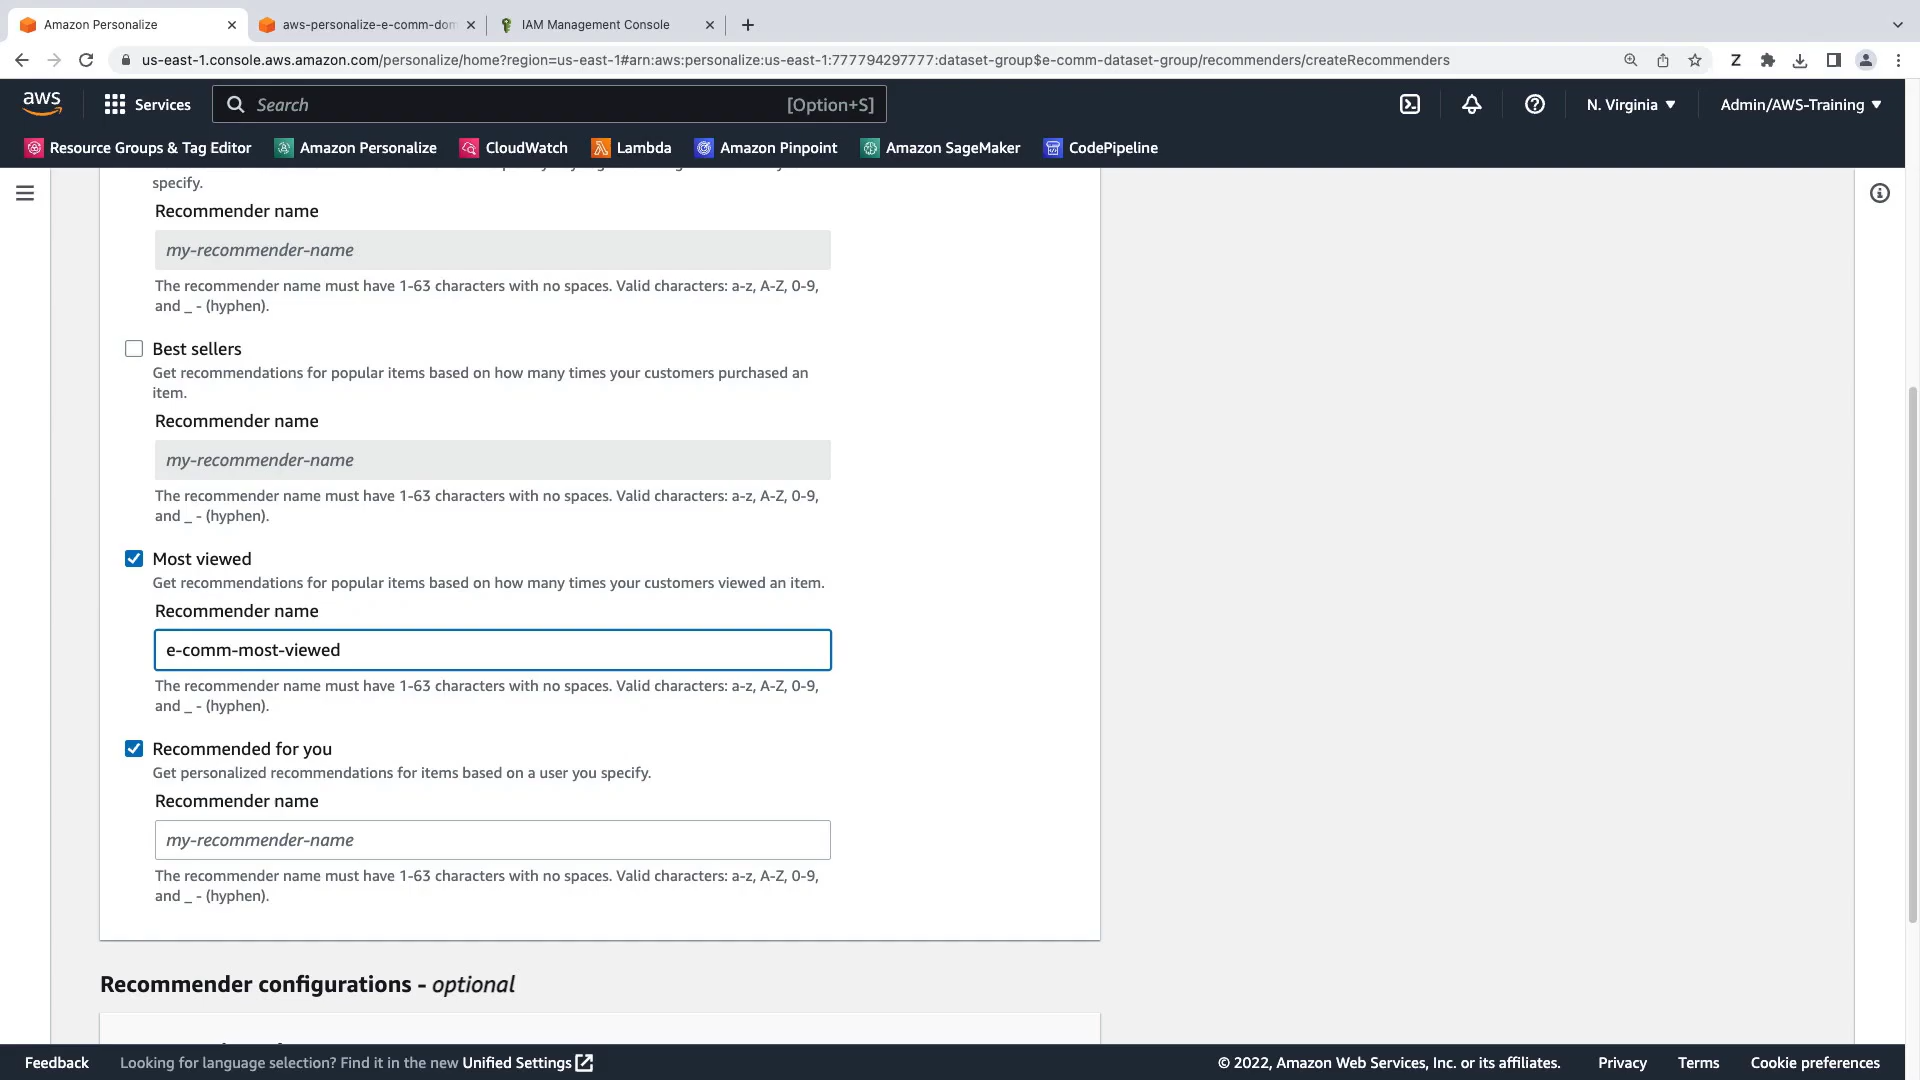 Amazon Personalize
aws-personalize-e-comm-dom
IAM Management Console
us-east-1.console.aws.amazon.com/personalize/home?region=us-east-1#arn:aws:personalize:us-east-1:777794297777:dataset-group$e-comm-dataset-group/recommenders/createRecommenders
Z
aws
Services
Search
[Option+S]
N. Virginia
Admin/AWS-Training
Resource Groups & Tag Editor
Amazon Personalize
CloudWatch
Lambda
Amazon Pinpoint
Amazon SageMaker
CodePipeline
specify.
Recommender name
my-recommender-name
The recommender name must have 1-63 characters with no spaces. Valid characters: a-z, A-Z, 0-9,
and _ - (hyphen).
Best sellers
Get recommendations for popular items based on how many times your customers purchased an
item.
Recommender name
my-recommender-name
The recommender name must have 1-63 characters with no spaces. Valid characters: a-z, A-Z, 0-9,
and _ - (hyphen).
Most viewed
Get recommendations for popular items based on how many times your customers viewed an item.
Recommender name
e-comm-most-viewed
The recommender name must have 1-63 characters with no spaces. Valid characters: a-z, A-Z, 0-9,
and _ - (hyphen).
Recommended for you
Get personalized recommendations for items based on a user you specify.
Recommender name
my-recommender-name
The recommender name must have 1-63 characters with no spaces. Valid characters: a-z, A-Z, 0-9,
and _ - (hyphen).
Recommender configurations - optional
Feedback
Looking for language selection? Find it in the new Unified Settings
© 2022, Amazon Web Services, Inc. or its affiliates.
Privacy
Terms
Cookie preferences